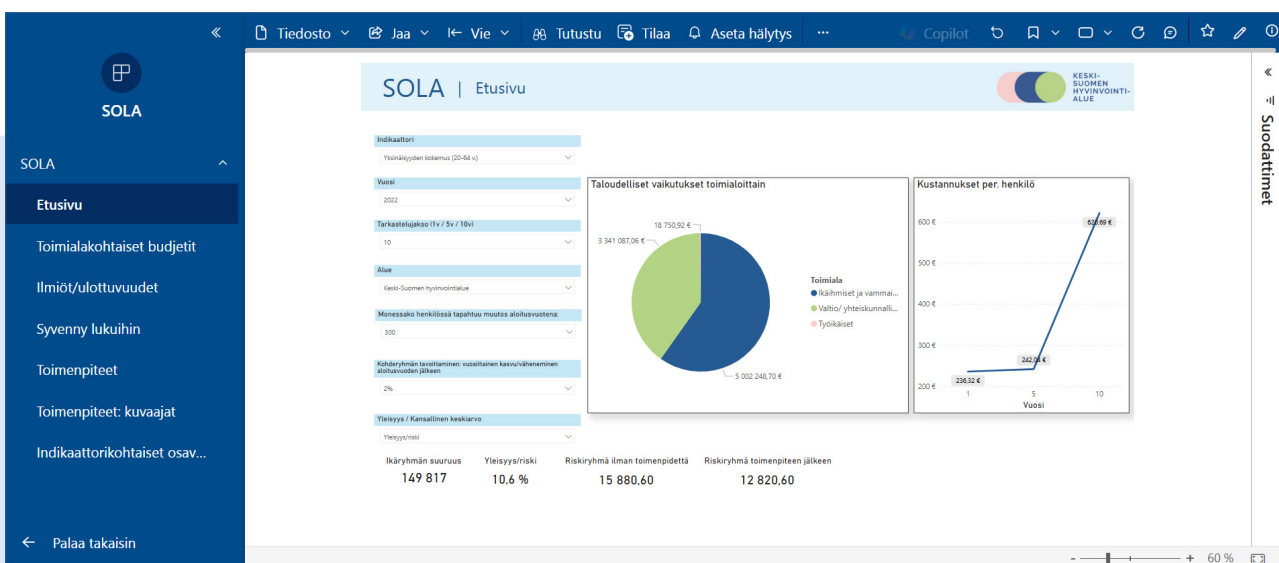 Tiedosto
Jaa
Vie
Tutustu
Tilaa
Aseta hälytys
...
Copilot
SOLA
SOLA
Etusivu
Toimialakohtaiset budjetit
Ilmiöt/ulottuvuudet
Syvenny lukuihin
Toimenpiteet
Toimenpiteet: kuvaajat
Indikaattorikohtaiset osav...
Palaa takaisin
SOLA | Etusivu
KESKI-
SUOMEN
HYVINVOINTI-
ALUE
Suodattimet
Indikaattori
Yksinäisyyden kokemus (20-64 v.)
Vuosi
2022
Tarkastelujakso (1v / 5v / 10v)
10
Alue
Keski-Suomen hyvinvointialue
Monessako henkilössä tapahtuu muutos aloitusvuotena:
300
Kohderyhmän tavoittaminen: vuosittainen kasvu/väheneminen
aloitusvuoden jälkeen
2%
Yleisyys / Kansallinen keskiarvo
Yleisyys/riski
Taloudelliset vaikutukset toimialoittain
18 750,92 €
3 341 087,06 €
5 002 248,70 €
Toimiala
Ikäihmiset ja vammai...
Valtio/ yhteiskunnalli...
Työikäiset
Kustannukset per. henkilö
600 €
500 €
400 €
300 €
200 €
236,32 €
1
5
10
Vuosi
Ikäryhmän suuruus
149 817
Yleisyys/riski
10,6 %
Riskiryhmä ilman toimenpidettä
15 880,60
Riskiryhmä toimenpiteen jälkeen
12 820,60
- + 60 %